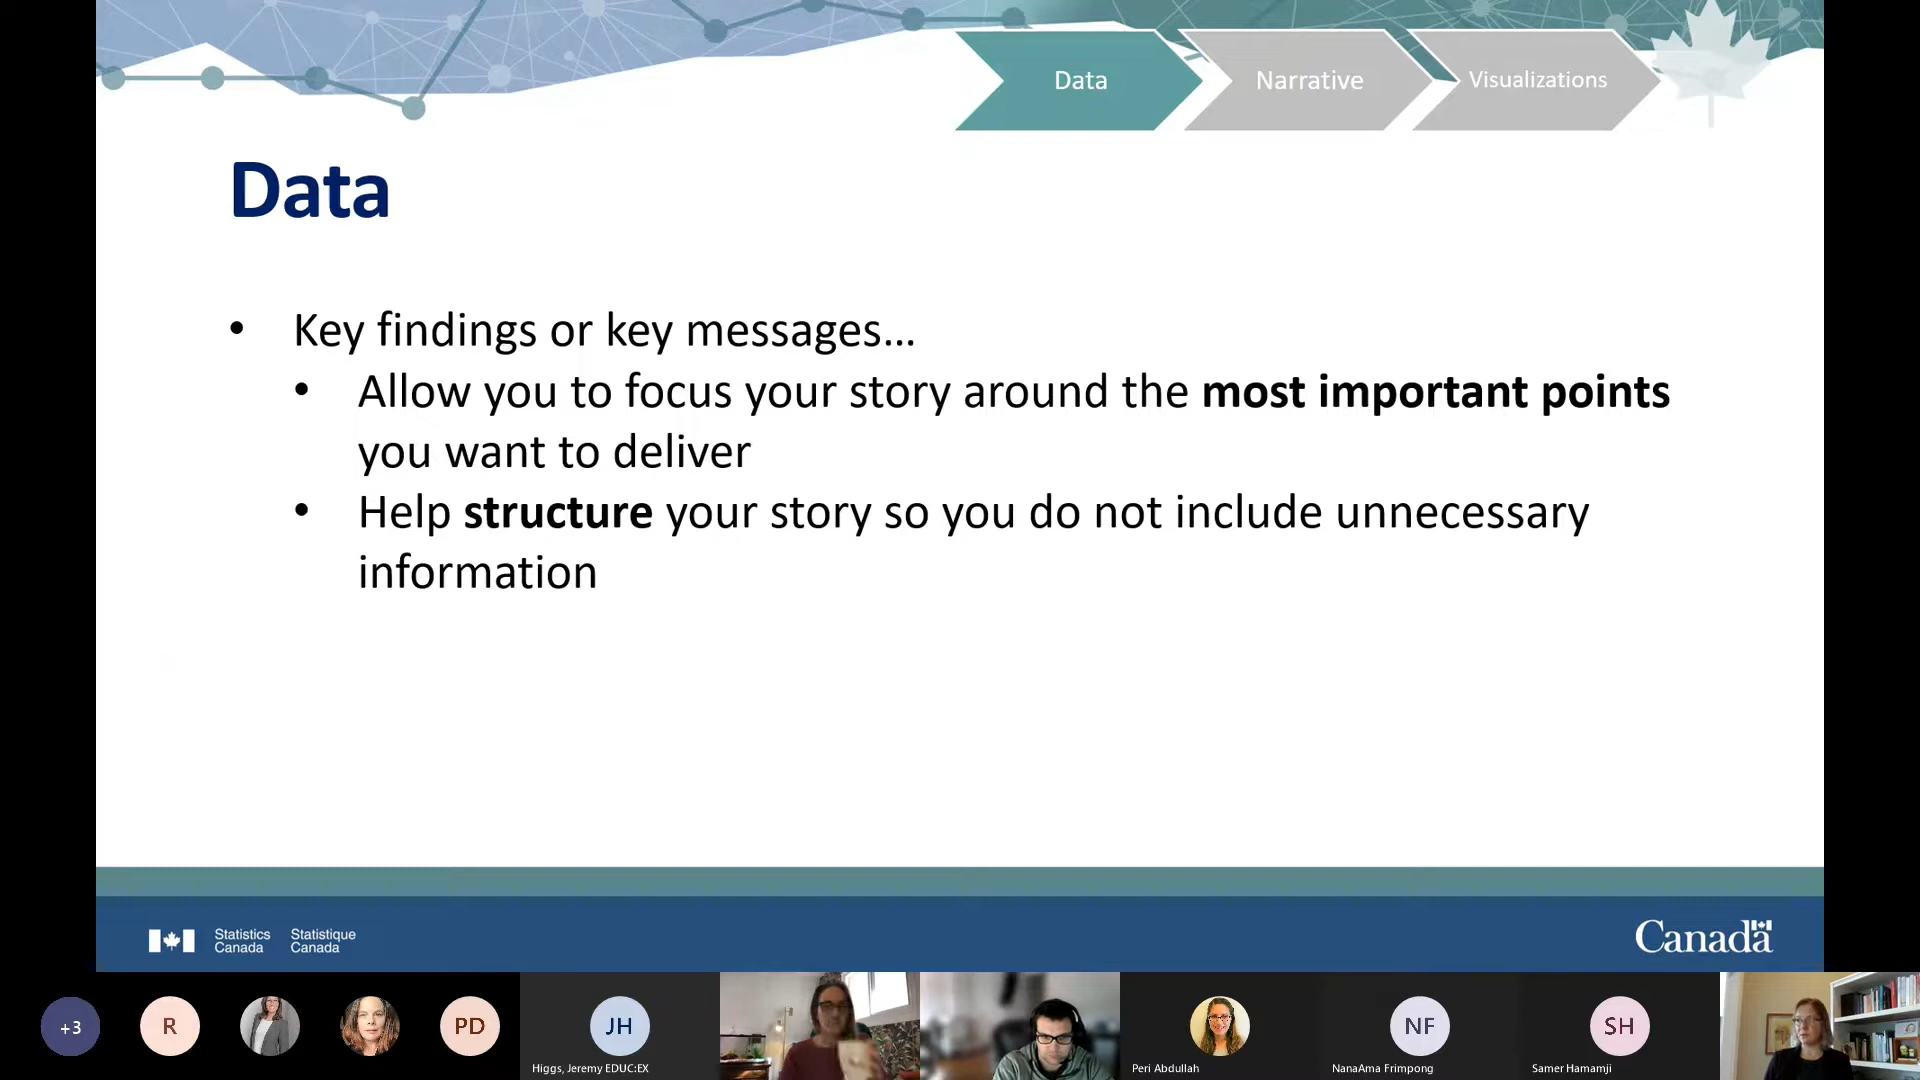 Data
Narrative
Visualizations
Data
• Key findings or key messages...
• Allow you to focus your story around the most important points
you want to deliver
• Help structure your story so you do not include unnecessary
information
Statistics
Canada
Statistique
Canada
Canada
+3
R
PD
JH
Higgs, Jeremy EDUC:EX
Peri Abdullah
NF
NanaAma Frimpong
SH
Samer Hamamji